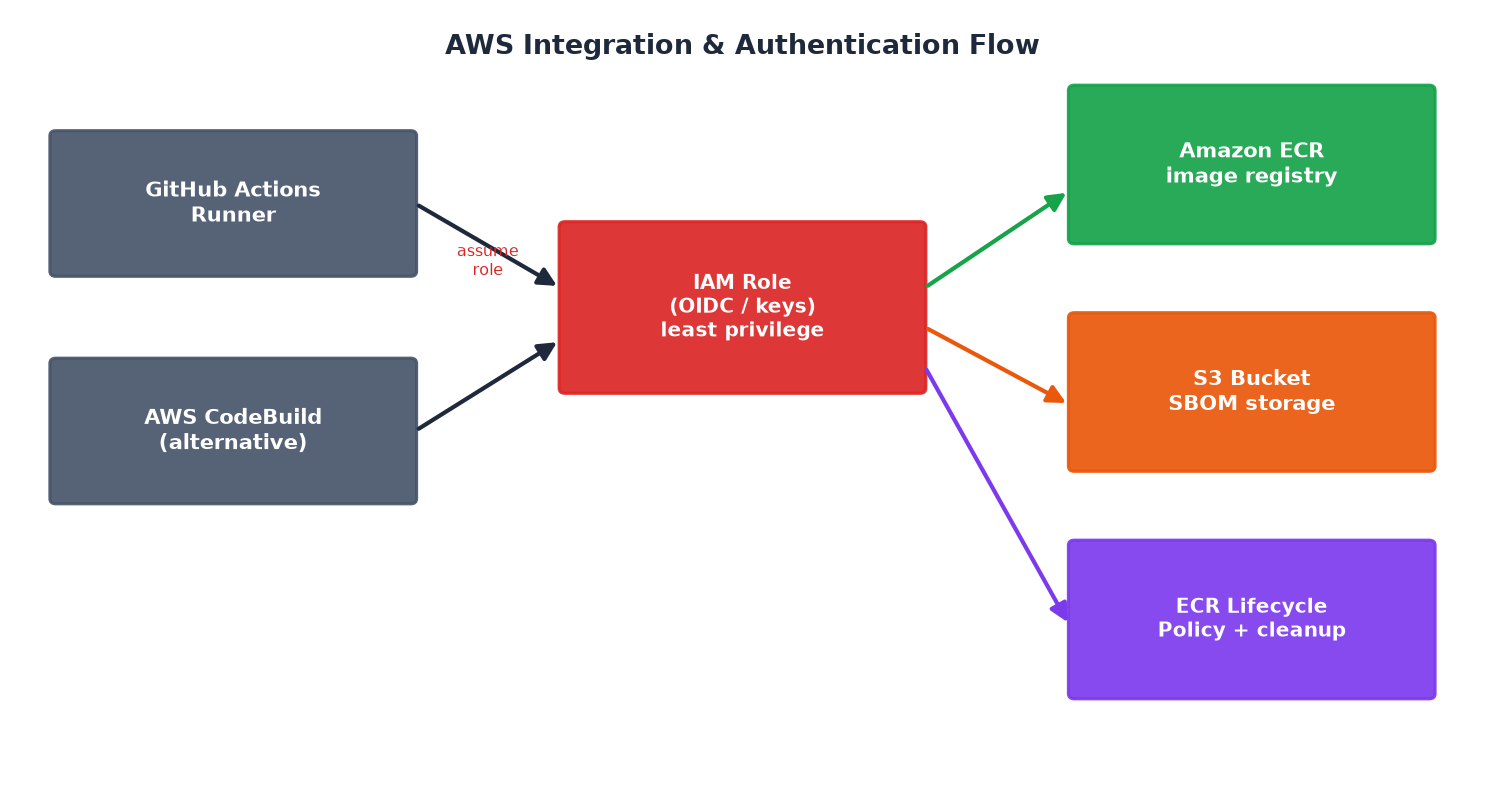 AWS Integration & Authentication Flow
GitHub Actions
Runner
assume
role
AWS CodeBuild
(alternative)
IAM Role
(OIDC / keys)
least privilege
Amazon ECR
image registry
S3 Bucket
SBOM storage
ECR Lifecycle
Policy + cleanup